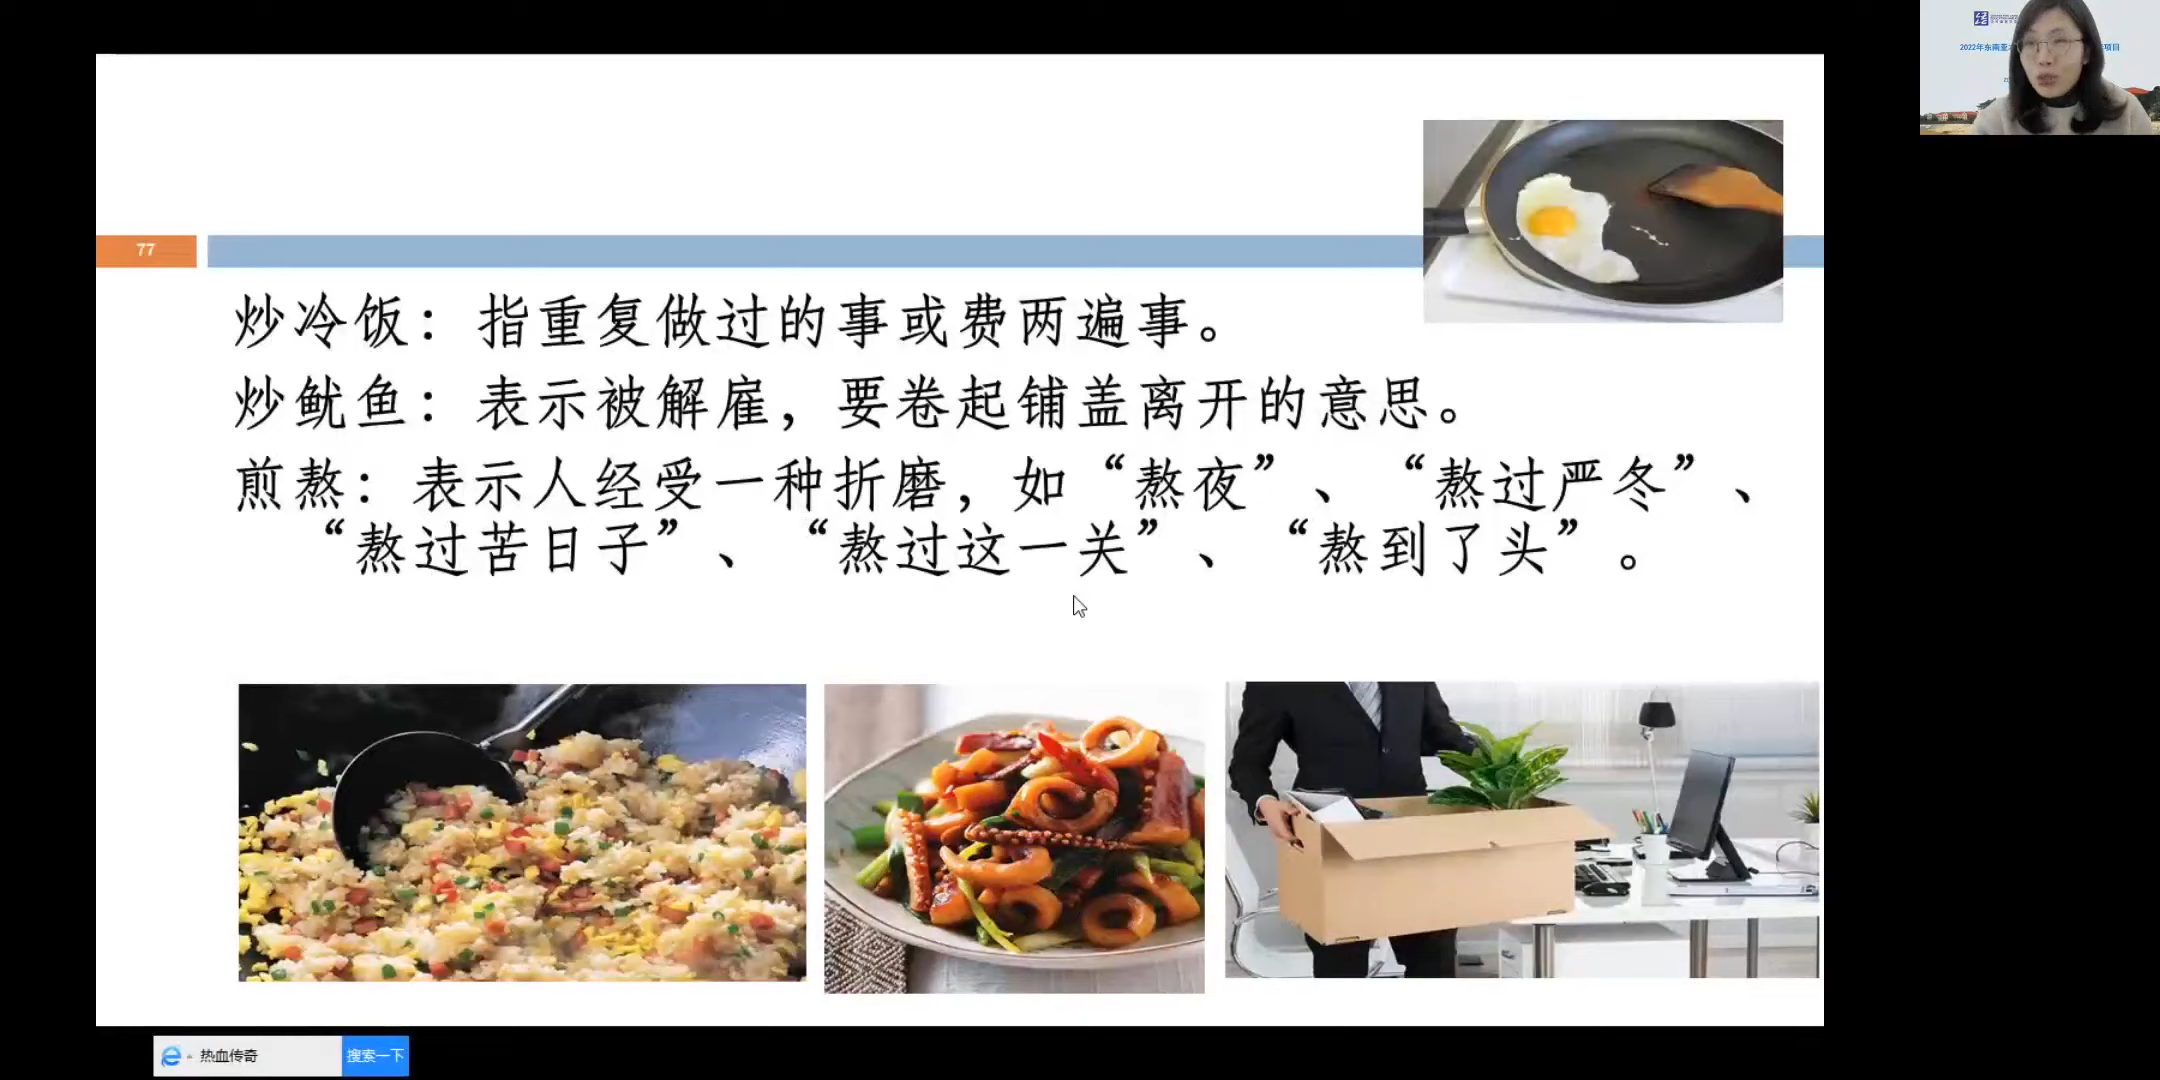 2022年东南亚
项目
77
炒冷饭：指重复做过的事或费两遍事。
炒鱿鱼：表示被解雇，要卷起铺盖离开的意思。
煎熬：表示人经受一种折磨，如“熬夜”、“熬过严冬”、
“熬过苦日子”、“熬过这一关”、“熬到了头”。
热血传奇
搜索一下